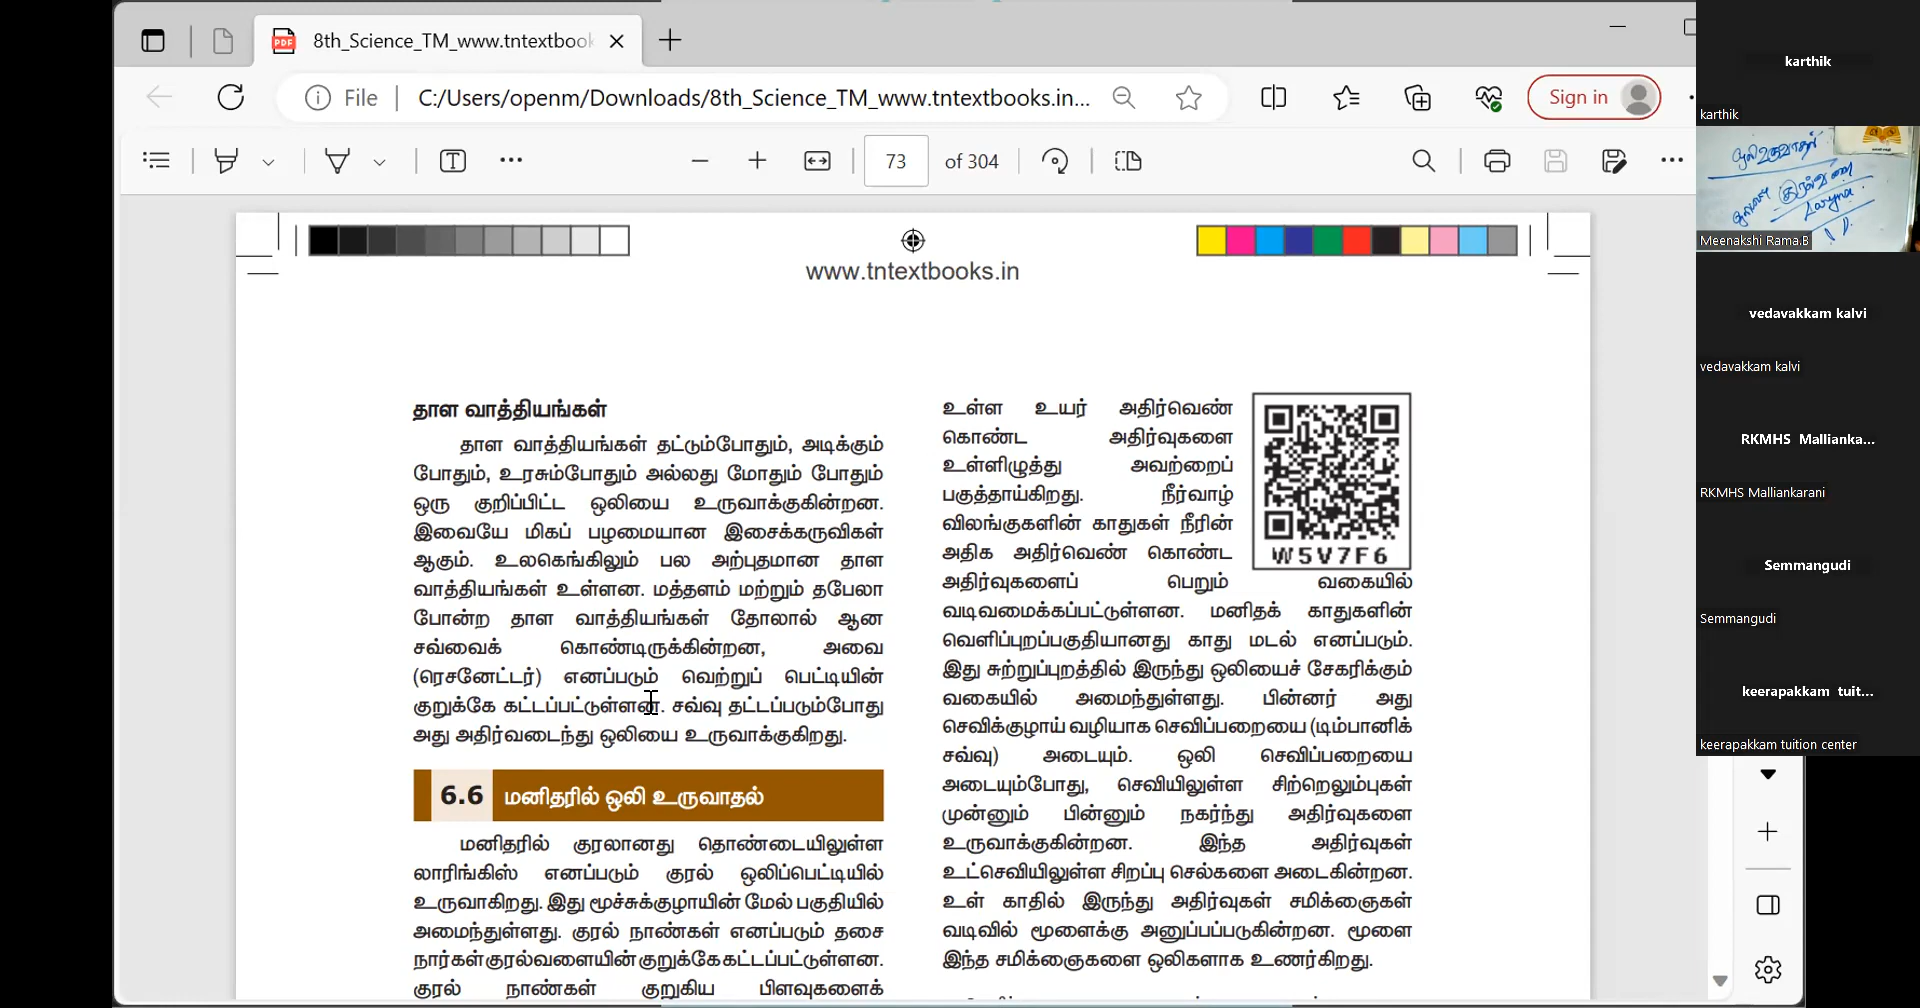 8th_Science_TM_www.tntextbook
File
C:/Users/openm/Downloads/8th_Science_TM_www.tntextbooks.in...
Sign in
73 of 304
www.tntextbooks.in
தாள வாத்தியங்கள்
தாள வாத்தியங்கள் தட்டும்போதும், அடிக்கும்
போதும், உரசும்போதும் அல்லது மோதும் போதும்
ஒரு குறிப்பிட்ட ஒலியை உருவாக்குகின்றன.
இவையே மிகப் பழமையான இசைக்கருவிகள்
ஆகும். உலகெங்கிலும் பல அற்புதமான தாள
வாத்தியங்கள் உள்ளன. மத்தளம் மற்றும் தபேலா
போன்ற தாள வாத்தியங்கள் தோலால் ஆன
சவ்வைக் கொண்டிருக்கின்றன, அவை
(ரெசனேட்டர்) எனப்படும் வெற்றுப் பெட்டியின்
குறுக்கே கட்டப்பட்டுள்ளன. சவ்வு தட்டப்படும்போது
அது அதிர்வடைந்து ஒலியை உருவாக்குகிறது.
6.6 மனிதரில் ஒலி உருவாதல்
மனிதரில் குரலானது தொண்டையிலுள்ள
லாரிங்கிஸ் எனப்படும் குரல் ஒலிப்பெட்டியில்
உருவாகிறது. இது மூச்சுக்குழாயின் மேல் பகுதியில்
அமைந்துள்ளது. குரல் நாண்கள் எனப்படும் தசை
நார்கள் குரல்வளையின் குறுக்கே கட்டப்பட்டுள்ளன.
குரல் நாண்கள் குறுகிய பிளவுகளைக்
உள்ள உயர் அதிர்வெண்
கொண்ட அதிர்வுகளை
உள்ளிழுத்து அவற்றைப்
பகுத்தாய்கிறது. நீர்வாழ்
விலங்குகளின் காதுகள் நீரின்
அதிக அதிர்வெண் கொண்ட
அதிர்வுகளைப் பெறும் வகையில்
வடிவமைக்கப்பட்டுள்ளன. மனிதக் காதுகளின்
வெளிப்புறப்பகுதியானது காது மடல் எனப்படும்.
இது சுற்றுப்புறத்தில் இருந்து ஒலியைச் சேகரிக்கும்
வகையில் அமைந்துள்ளது. பின்னர் அது
செவிக்குழாய் வழியாக செவிப்பறையை (டிம்பானிக்
சவ்வு) அடையும். ஒலி செவிப்பறையை
அடையும்போது, செவியிலுள்ள சிற்றெலும்புகள்
முன்னும் பின்னும் நகர்ந்து அதிர்வுகளை
உருவாக்குகின்றன. இந்த அதிர்வுகள்
உட்செவியிலுள்ள சிறப்பு செல்களை அடைகின்றன.
உள் காதில் இருந்து அதிர்வுகள் சமிக்ஞைகள்
வடிவில் மூளைக்கு அனுப்பப்படுகின்றன. மூளை
இந்த சமிக்ஞைகளை ஒலிகளாக உணர்கிறது.
W5V7F6
karthik
karthik
ஒலி உருவாதல்
Meenakshi Rama.B
vedavakkam kalvi
vedavakkam kalvi
RKMHS Mallianka...
RKMHS Malliankarani
Semmangudi
Semmangudi
keerapakkam tuit...
keerapakkam tuition center